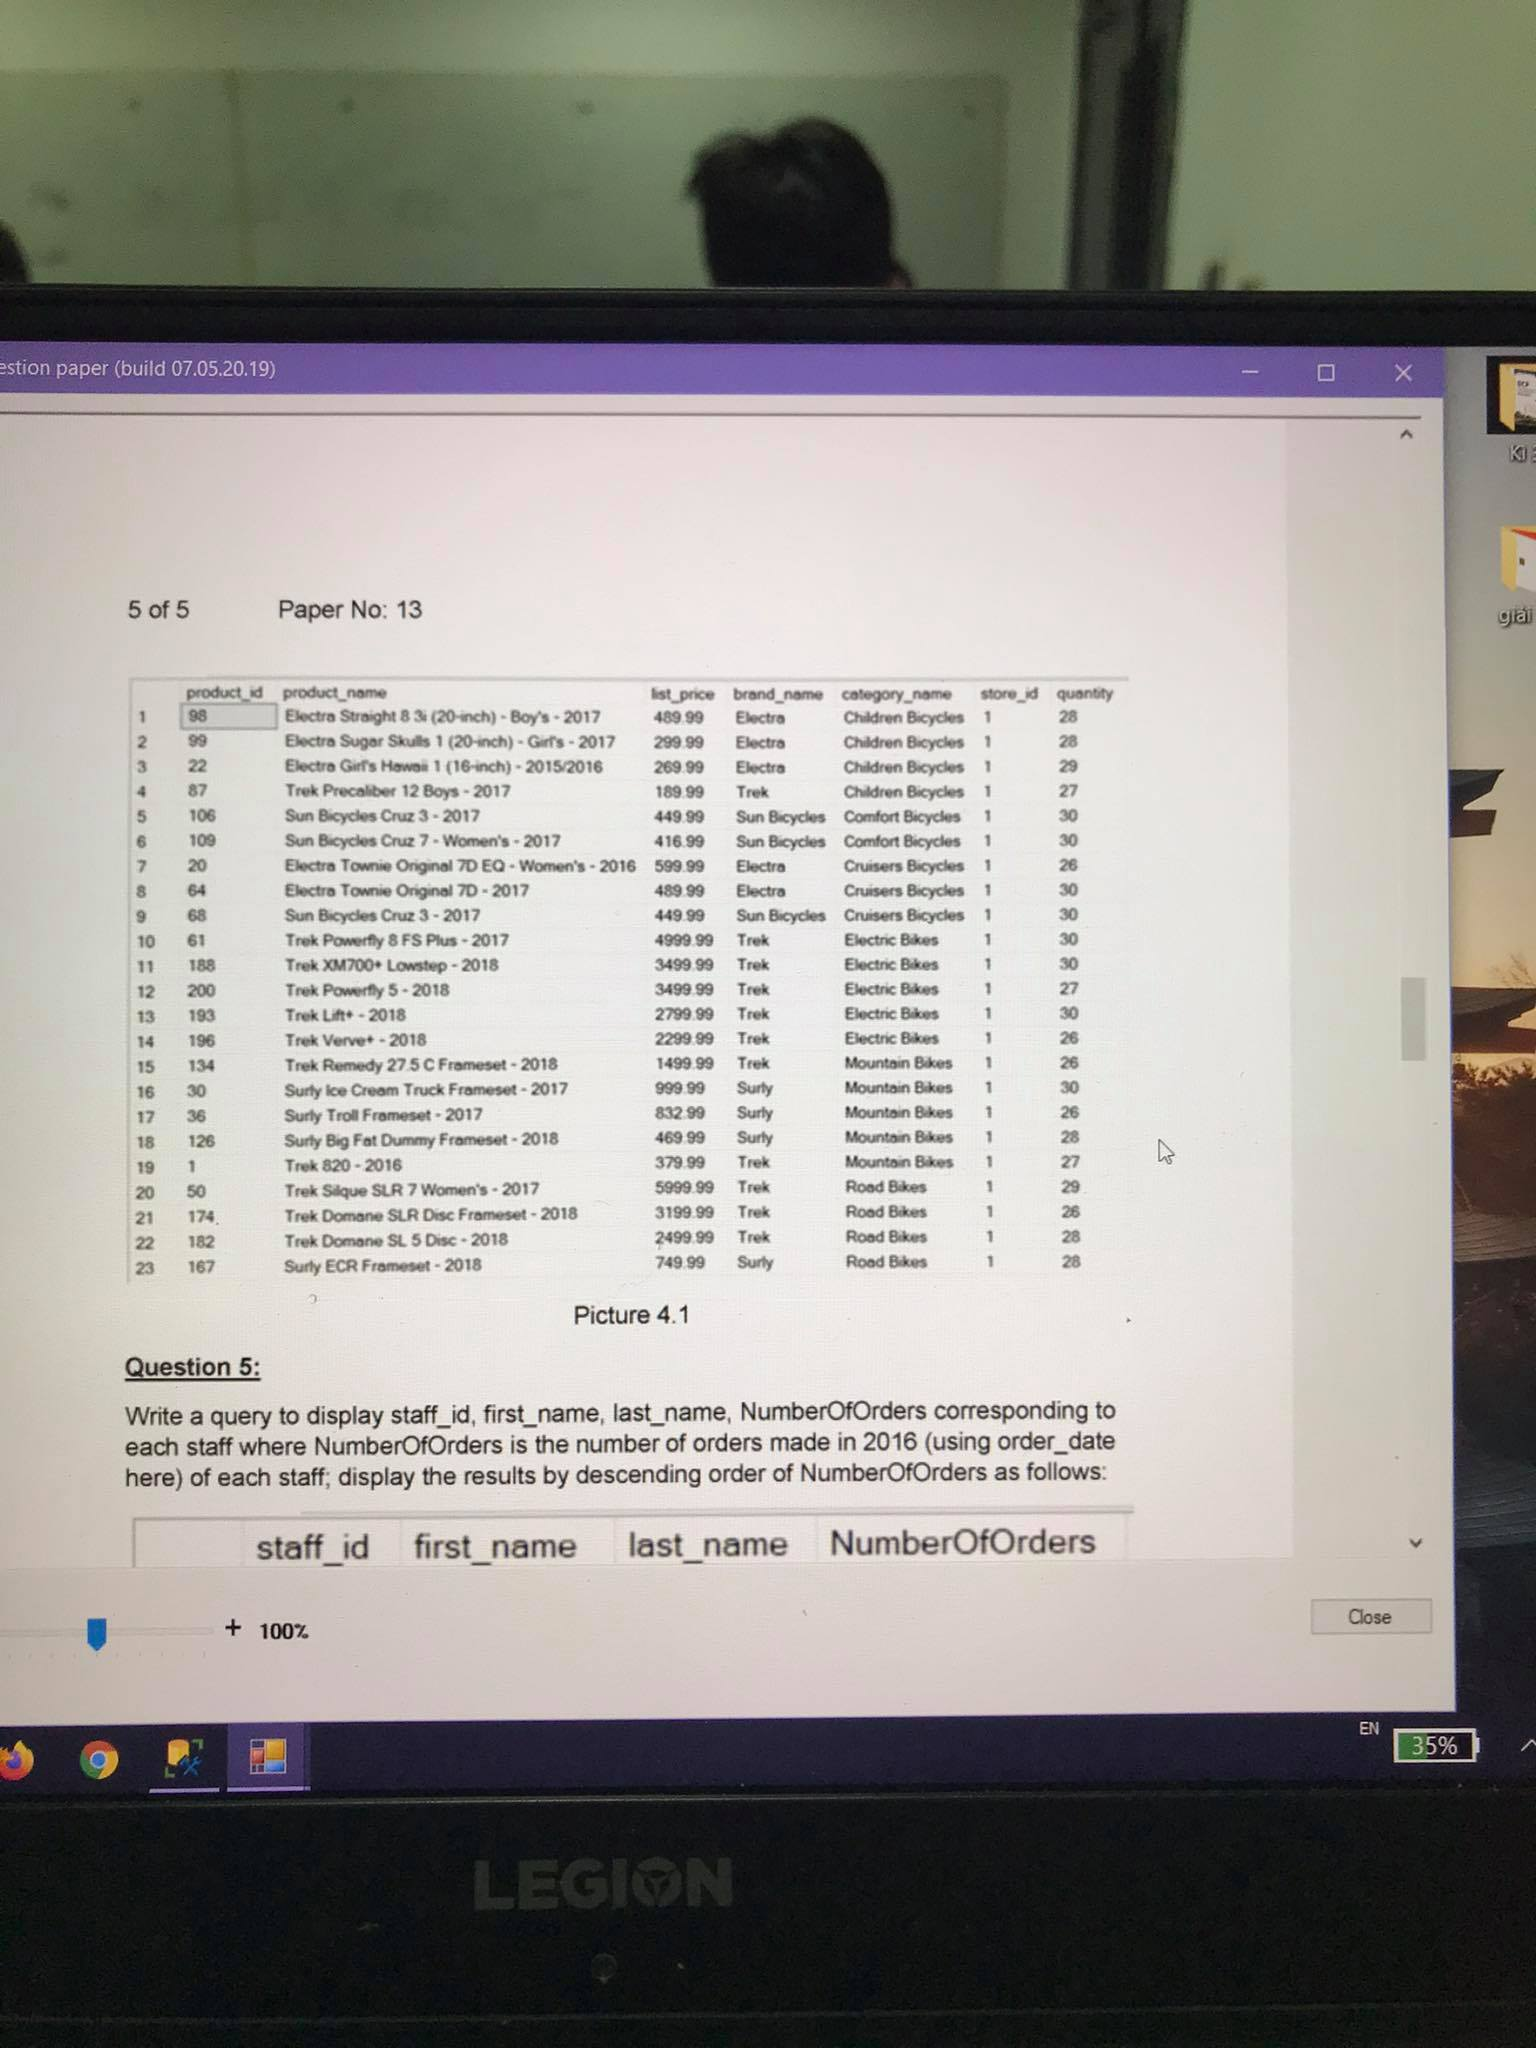 estion paper (build 07.05.20.19)
5 of 5 Paper No: 13
product_id product_name list_price brand_name category_name store_id quantity
1 98 Electra Straight 8 3i (20-inch) - Boy's - 2017 489.99 Electra Children Bicycles 1 28
2 99 Electra Sugar Skulls 1 (20-inch) - Girl's - 2017 299.99 Electra Children Bicycles 1 28
3 22 Electra Girl's Hawaii 1 (16-inch) - 2015/2016 269.99 Electra Children Bicycles 1 29
4 87 Trek Precaliber 12 Boys - 2017 189.99 Trek Children Bicycles 1 27
5 106 Sun Bicycles Cruz 3 - 2017 449.99 Sun Bicycles Comfort Bicycles 1 30
6 109 Sun Bicycles Cruz 7 - Women's - 2017 416.99 Sun Bicycles Comfort Bicycles 1 30
7 20 Electra Townie Original 7D EQ - Women's - 2016 599.99 Electra Cruisers Bicycles 1 26
8 64 Electra Townie Original 7D - 2017 489.99 Electra Cruisers Bicycles 1 30
9 68 Sun Bicycles Cruz 3 - 2017 449.99 Sun Bicycles Cruisers Bicycles 1 30
10 61 Trek Powerfly 8 FS Plus - 2017 4999.99 Trek Electric Bikes 1 30
11 188 Trek XM700+ Lowstep - 2018 3499.99 Trek Electric Bikes 1 30
12 200 Trek Powerfly 5 - 2018 3499.99 Trek Electric Bikes 1 27
13 193 Trek Lift+ - 2018 2799.99 Trek Electric Bikes 1 30
14 196 Trek Verve+ - 2018 2299.99 Trek Electric Bikes 1 26
15 134 Trek Remedy 27.5 C Frameset - 2018 1499.99 Trek Mountain Bikes 1 26
16 30 Surly Ice Cream Truck Frameset - 2017 999.99 Surly Mountain Bikes 1 30
17 36 Surly Troll Frameset - 2017 832.99 Surly Mountain Bikes 1 26
18 126 Surly Big Fat Dummy Frameset - 2018 469.99 Surly Mountain Bikes 1 28
19 1 Trek 820 - 2016 379.99 Trek Mountain Bikes 1 27
20 50 Trek Silque SLR 7 Women's - 2017 5999.99 Trek Road Bikes 1 29
21 174 Trek Domane SLR Disc Frameset - 2018 3199.99 Trek Road Bikes 1 26
22 182 Trek Domane SL 5 Disc - 2018 2499.99 Trek Road Bikes 1 28
23 167 Surly ECR Frameset - 2018 749.99 Surly Road Bikes 1 28
Picture 4.1
Question 5:
Write a query to display staff_id, first_name, last_name, NumberOfOrders corresponding to
each staff where NumberOfOrders is the number of orders made in 2016 (using order_date
here) of each staff; display the results by descending order of NumberOfOrders as follows:
staff_id first_name last_name NumberOfOrders
+ 100%
Close
EN
35%
LEGION
Ki
giải